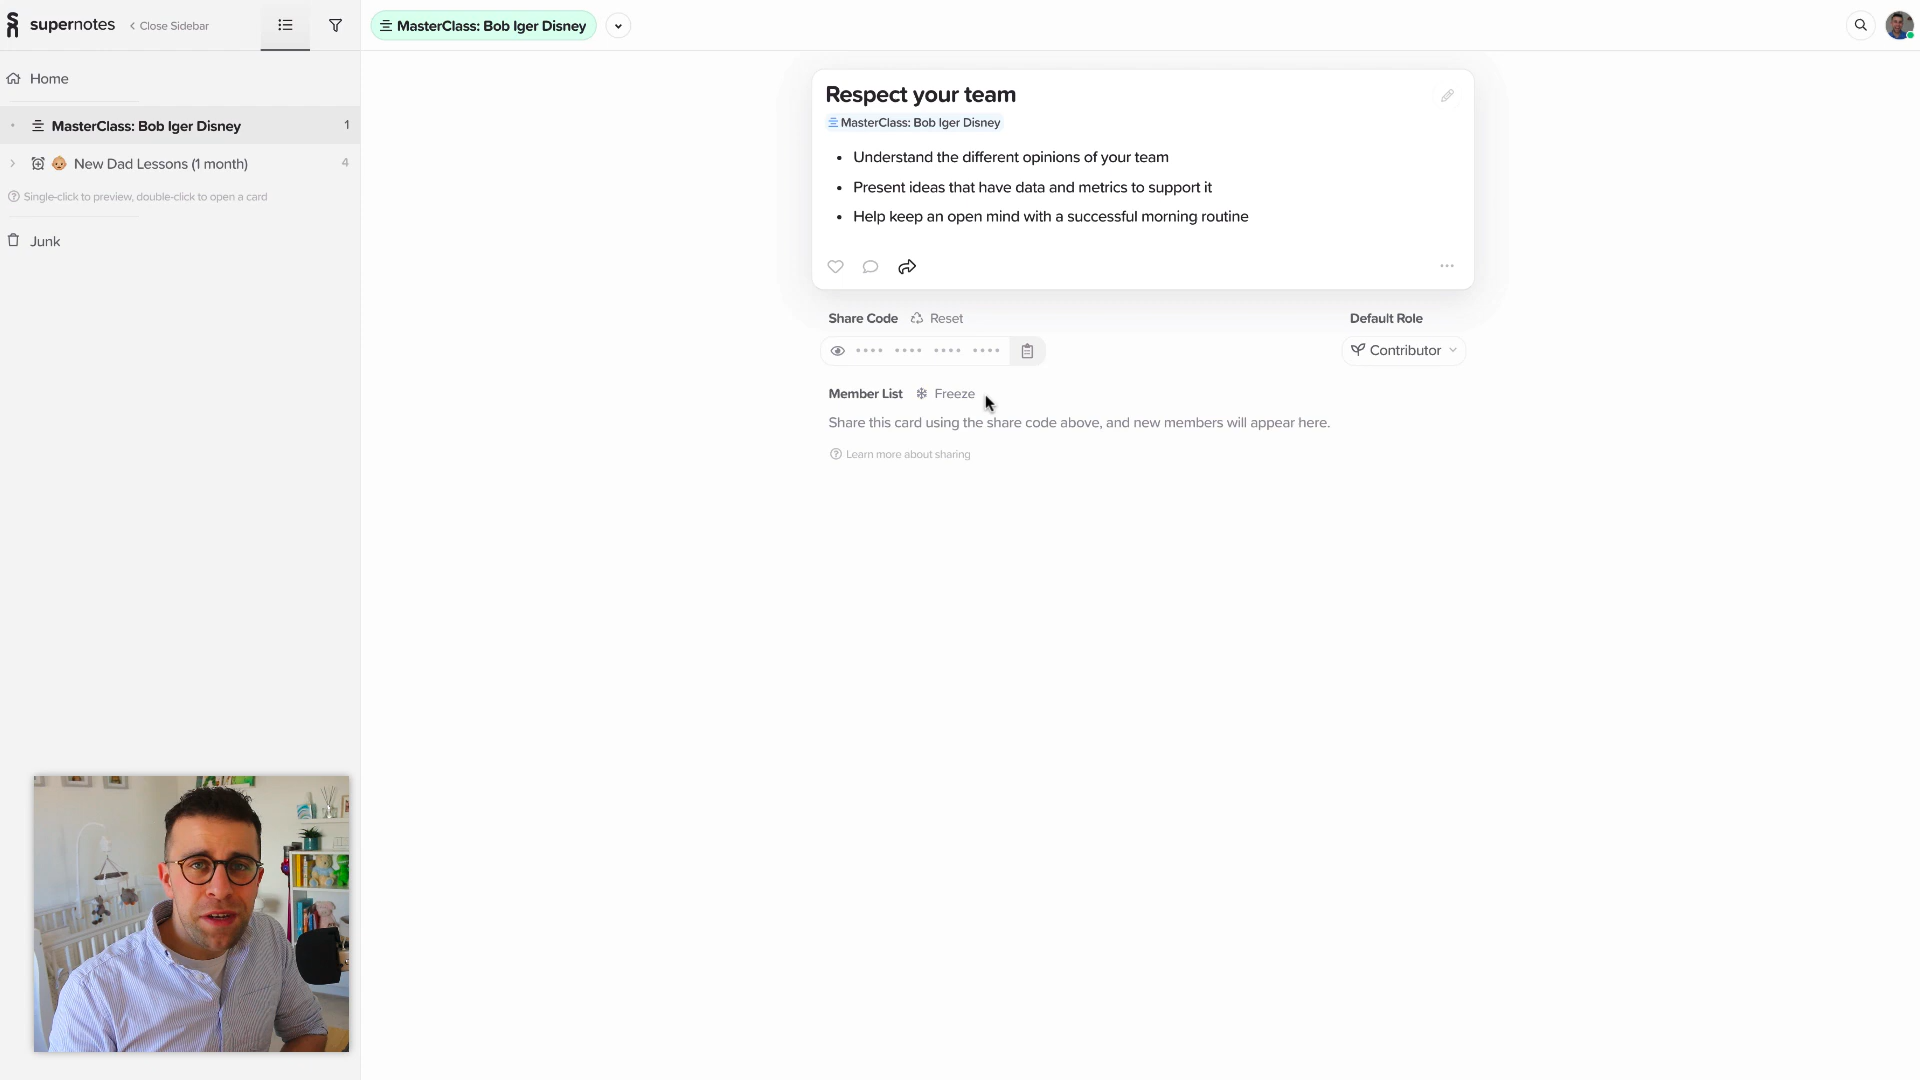 supernotes
Close Sidebar
MasterClass: Bob Iger Disney
Home
MasterClass: Bob Iger Disney 1
New Dad Lessons (1 month) 4
Single-click to preview, double-click to open a card
Junk
Respect your team
MasterClass: Bob Iger Disney
• Understand the different opinions of your team
• Present ideas that have data and metrics to support it
• Help keep an open mind with a successful morning routine
Share Code Reset
Default Role
Contributor
Member List Freeze
Share this card using the share code above, and new members will appear here.
Learn more about sharing